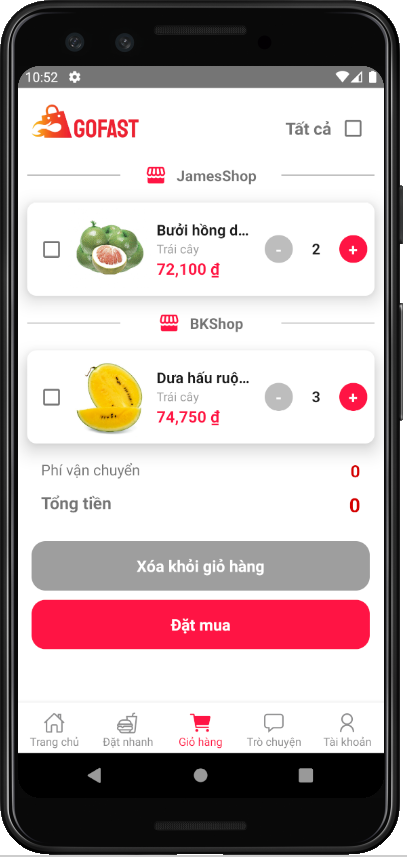 10:52
GOFAST
Tất cả
JamesShop
Bưởi hồng d...
Trái cây
72,100 ₫
- 2 +
BKShop
Dưa hấu ruộ...
Trái cây
74,750 ₫
- 3 +
Phí vận chuyển 0
Tổng tiền 0
Xóa khỏi giỏ hàng
Đặt mua
Trang chủ Đặt nhanh Giỏ hàng Trò chuyện Tài khoản